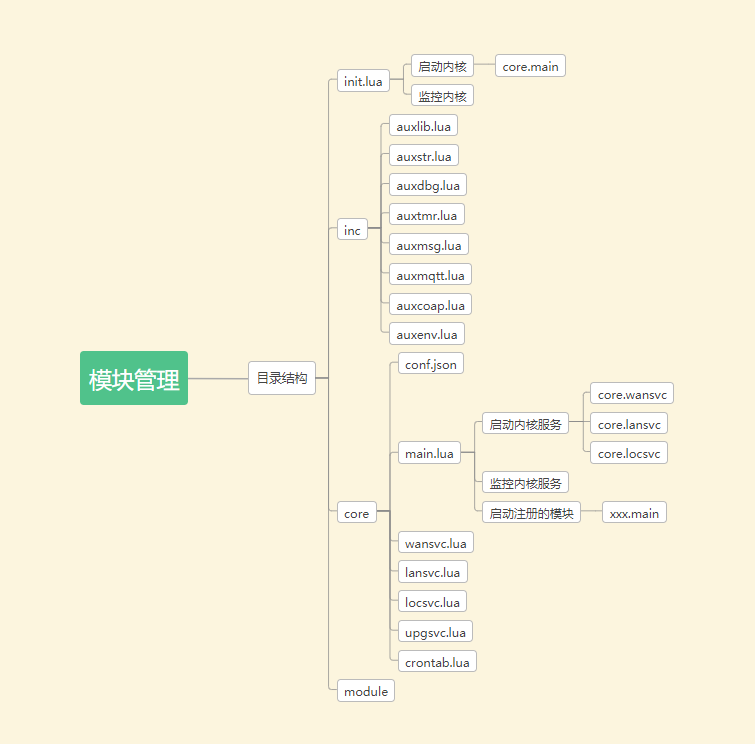 模块管理
目录结构
init.lua
启动内核
core.main
监控内核
inc
auxlib.lua
auxstr.lua
auxdbg.lua
auxtmr.lua
auxmsg.lua
auxmqtt.lua
auxcoap.lua
auxenv.lua
core
conf.json
main.lua
启动内核服务
core.wansvc
core.lansvc
core.locsvc
监控内核服务
启动注册的模块
xxx.main
wansvc.lua
lansvc.lua
locsvc.lua
upgsvc.lua
crontab.lua
module